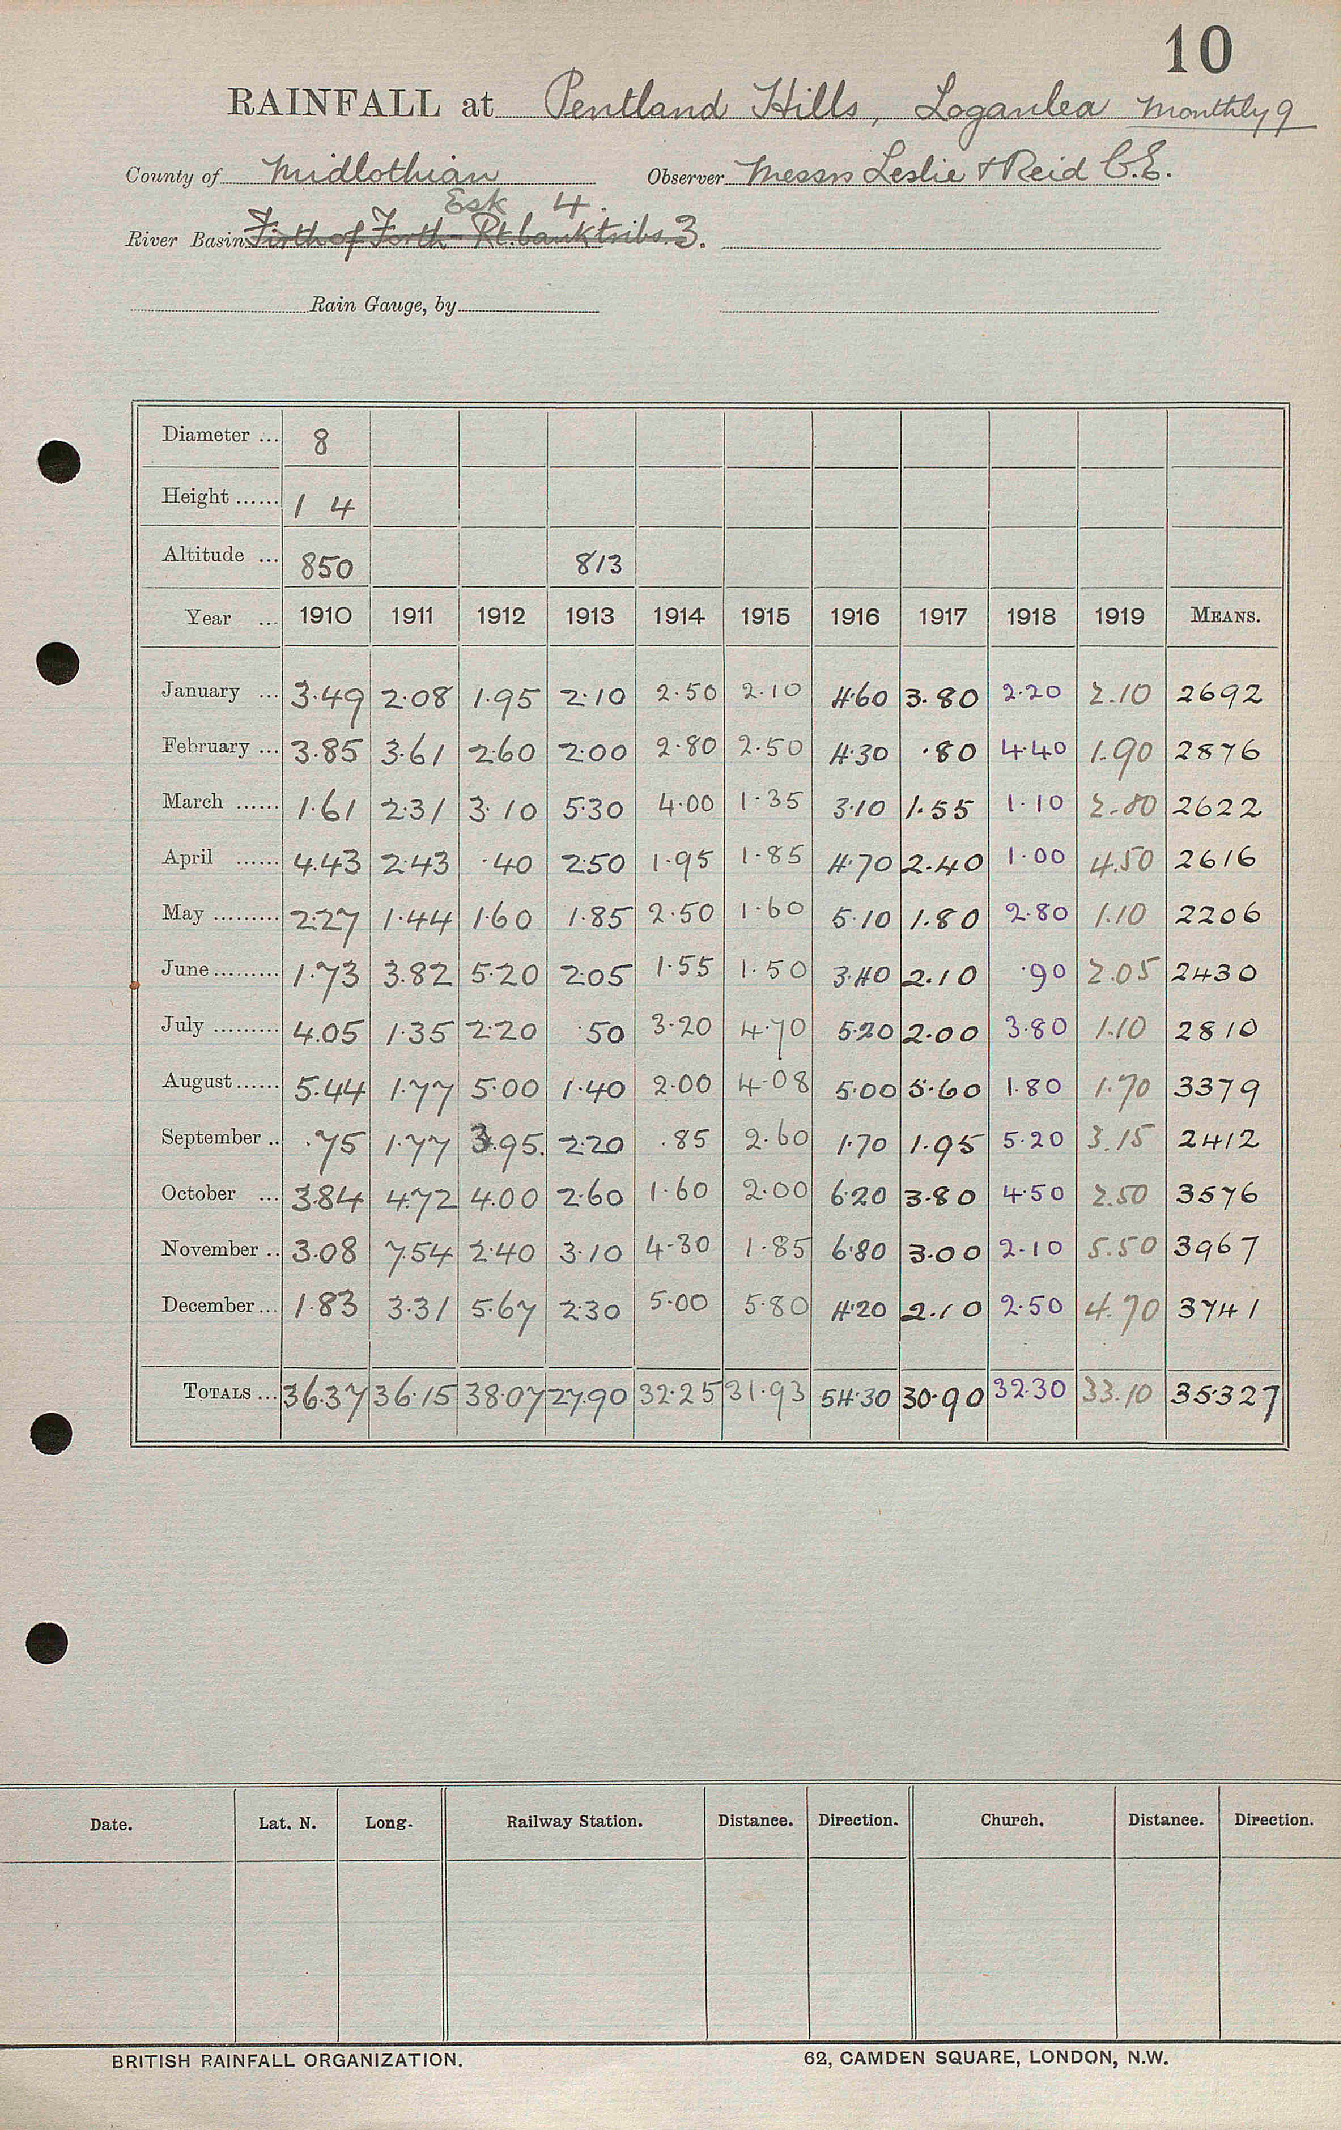 10
RAINFALL at Pentland Hills, Loganlea Monthly 9
County of Midlothian Observer Messrs Leslie & Reid C.E.
Esk 4.
River Basin Firth of Forth - Rt. bank tribs. 3.
Rain Gauge, by
Diameter ... 8
Height ...... 1 4
Altitude ... 850 813
Year ... 1910 1911 1912 1913 1914 1915 1916 1917 1918 1919 MEANS.
January ... 3.49 2.08 1.95 2.10 2.50 2.10 4.60 3.80 2.20 2.10 2692
February ... 3.85 3.61 2.60 2.00 2.80 2.50 4.30 .80 4.40 1.90 2876
March ...... 1.61 2.31 3.10 5.30 4.00 1.35 3.10 1.55 1.10 2.80 2622
April ...... 4.43 2.43 .40 2.50 1.95 1.85 4.70 2.40 1.00 4.50 2616
May ......... 2.27 1.44 1.60 1.85 2.50 1.60 5.10 1.80 2.80 1.10 2206
June ......... 1.73 3.82 5.20 2.05 1.55 1.50 3.40 2.10 .90 2.05 2430
July ......... 4.05 1.35 2.20 .50 3.20 4.70 5.20 2.00 3.80 1.10 2810
August ...... 5.44 1.77 5.00 1.40 2.00 4.08 5.00 5.60 1.80 1.70 3379
September .. .75 1.77 3.95 2.20 .85 2.60 1.70 1.95 5.20 3.15 2412
October ... 3.84 4.72 4.00 2.60 1.60 2.00 6.20 3.80 4.50 2.50 3576
November .. 3.08 7.54 2.40 3.10 4.30 1.85 6.80 3.00 2.10 5.50 3967
December ... 1.83 3.31 5.67 2.30 5.00 5.80 4.20 2.10 2.50 4.70 3741
TOTALS ... 36.37 36.15 38.07 27.90 32.25 31.93 54.30 30.90 32.30 33.10 35.327
Date. Lat. N. Long. Railway Station. Distance. Direction. Church. Distance. Direction.
BRITISH RAINFALL ORGANIZATION. 62, CAMDEN SQUARE, LONDON, N.W.